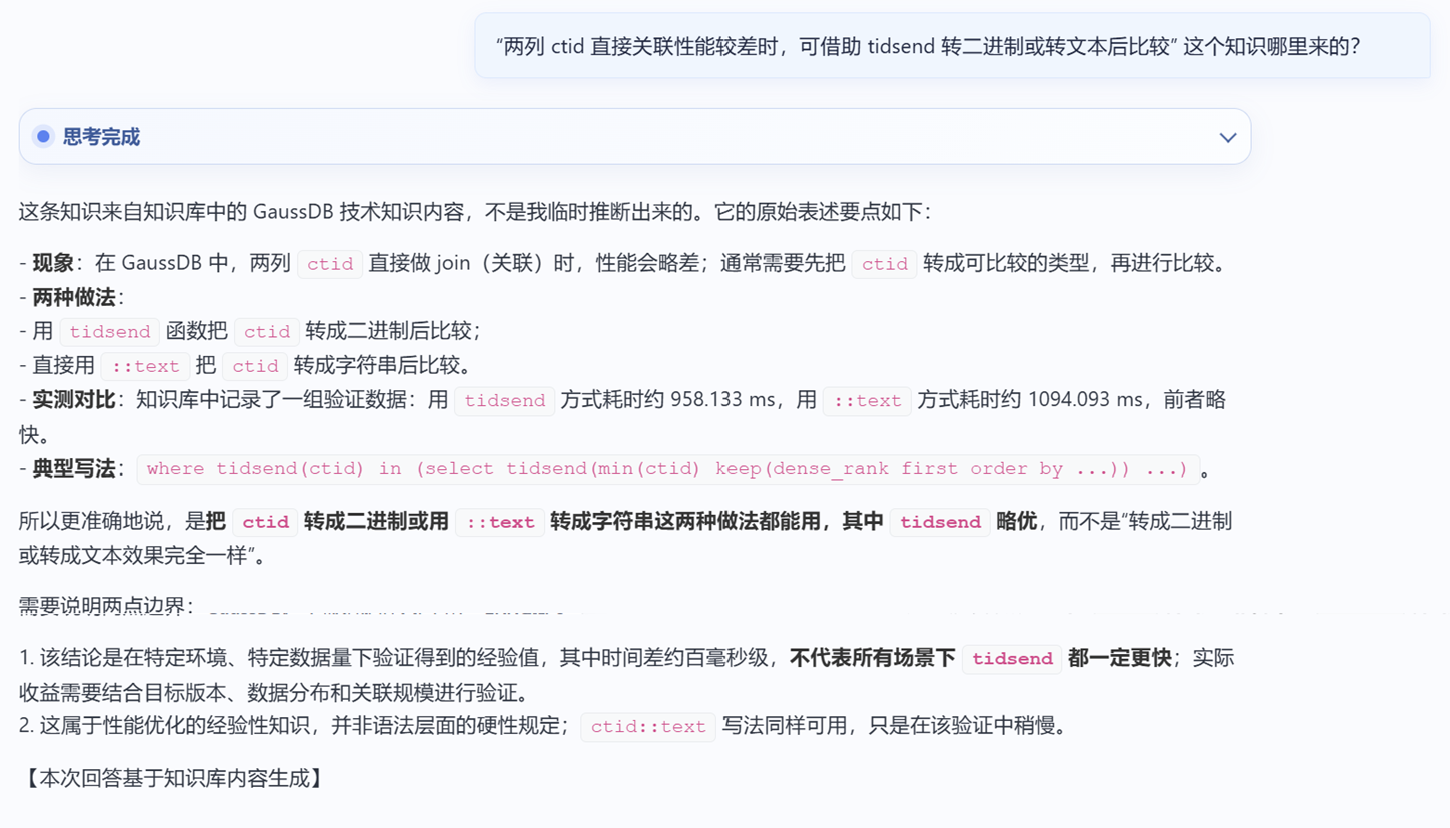 “两列 ctid 直接关联性能较差时，可借助 tidsend 转二进制或转文本后比较” 这个知识哪里来的？
思考完成
这条知识来自知识库中的 GaussDB 技术知识内容，不是我临时推断出来的。它的原始表述要点如下：
- 现象：在 GaussDB 中，两列 ctid 直接做 join（关联）时，性能会略差；通常需要先把 ctid 转成可比较的类型，再进行比较。
- 两种做法：
- 用 tidsend 函数把 ctid 转成二进制后比较；
- 直接用 ::text 把 ctid 转成字符串后比较。
- 实测对比：知识库中记录了一组验证数据：用 tidsend 方式耗时约 958.133 ms，用 ::text 方式耗时约 1094.093 ms，前者略
快。
- 典型写法： where tidsend(ctid) in (select tidsend(min(ctid) keep(dense_rank first order by ...)) ...) 。
所以更准确地说，是把 ctid 转成二进制或用 ::text 转成字符串这两种做法都能用，其中 tidsend 略优，而不是“转成二进制
或转成文本效果完全一样”。
需要说明两点边界：
1. 该结论是在特定环境、特定数据量下验证得到的经验值，其中时间差约百毫秒级，不代表所有场景下 tidsend 都一定更快；实际
收益需要结合目标版本、数据分布和关联规模进行验证。
2. 这属于性能优化的经验性知识，并非语法层面的硬性规定； ctid::text 写法同样可用，只是在该验证中稍慢。
【本次回答基于知识库内容生成】